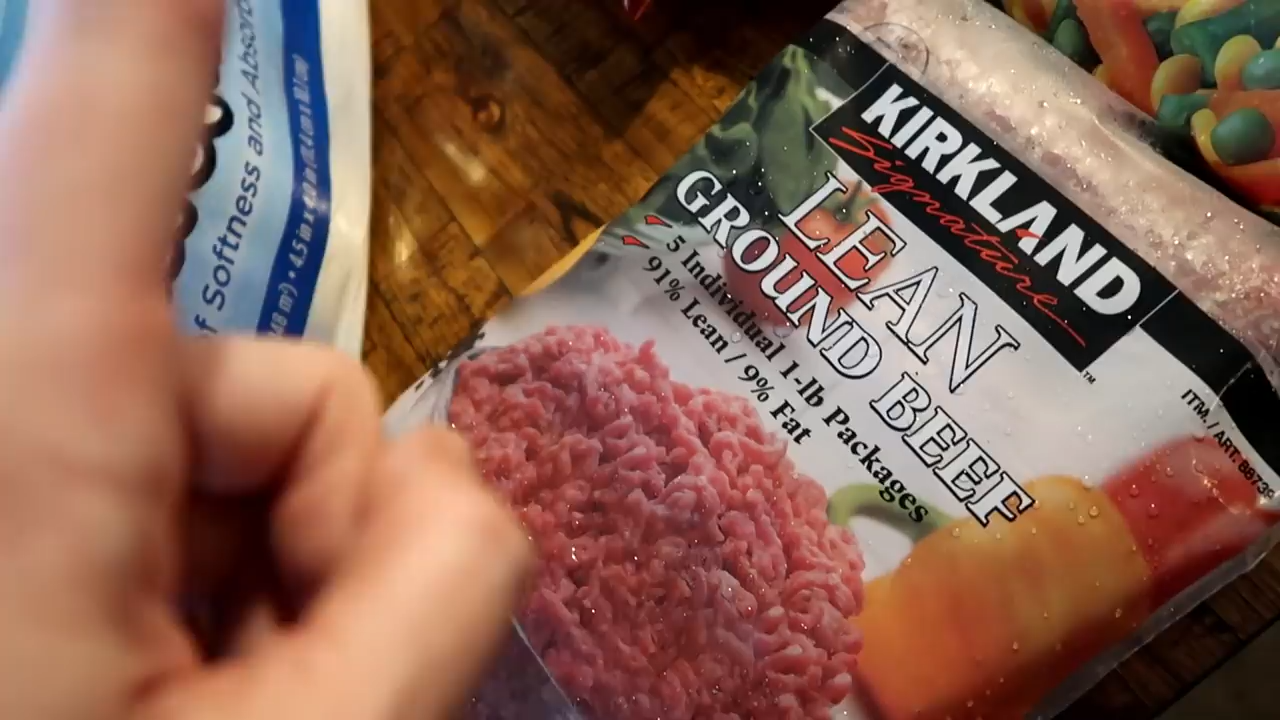 of Softness and
KIRKLAND
Signature
LEAN
GROUND BEEF
5 Individual 1-lb Packages
91% Lean / 9% Fat
TM
ITM. / ART.